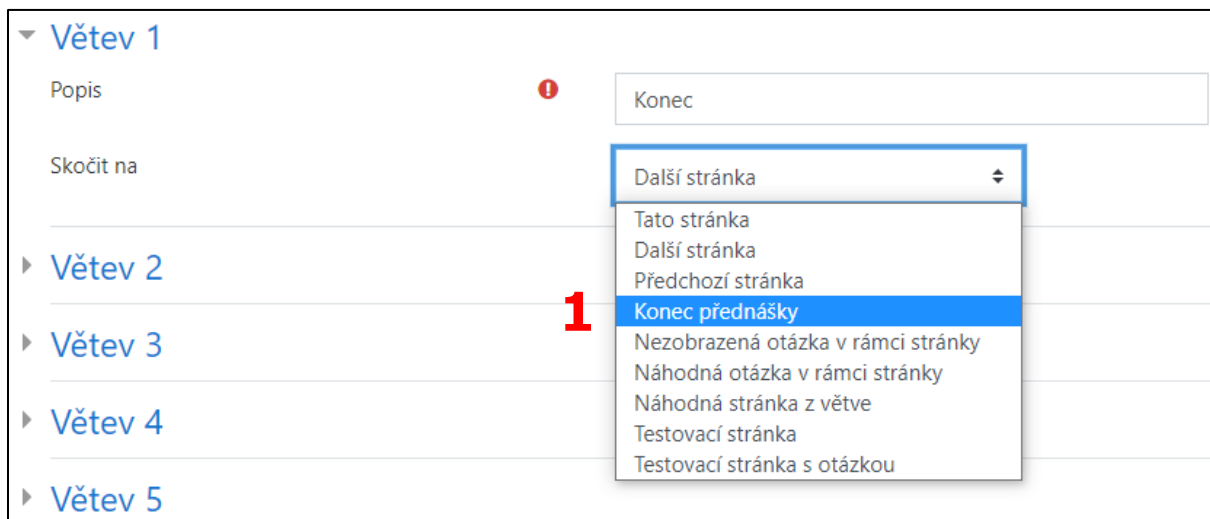 Větev 1
Popis
Konec
Skočit na
Další stránka
Tato stránka
Další stránka
Předchozí stránka
1
Konec přednášky
Nezobrazená otázka v rámci stránky
Náhodná otázka v rámci stránky
Náhodná stránka z větve
Testovací stránka
Testovací stránka s otázkou
Větev 2
Větev 3
Větev 4
Větev 5